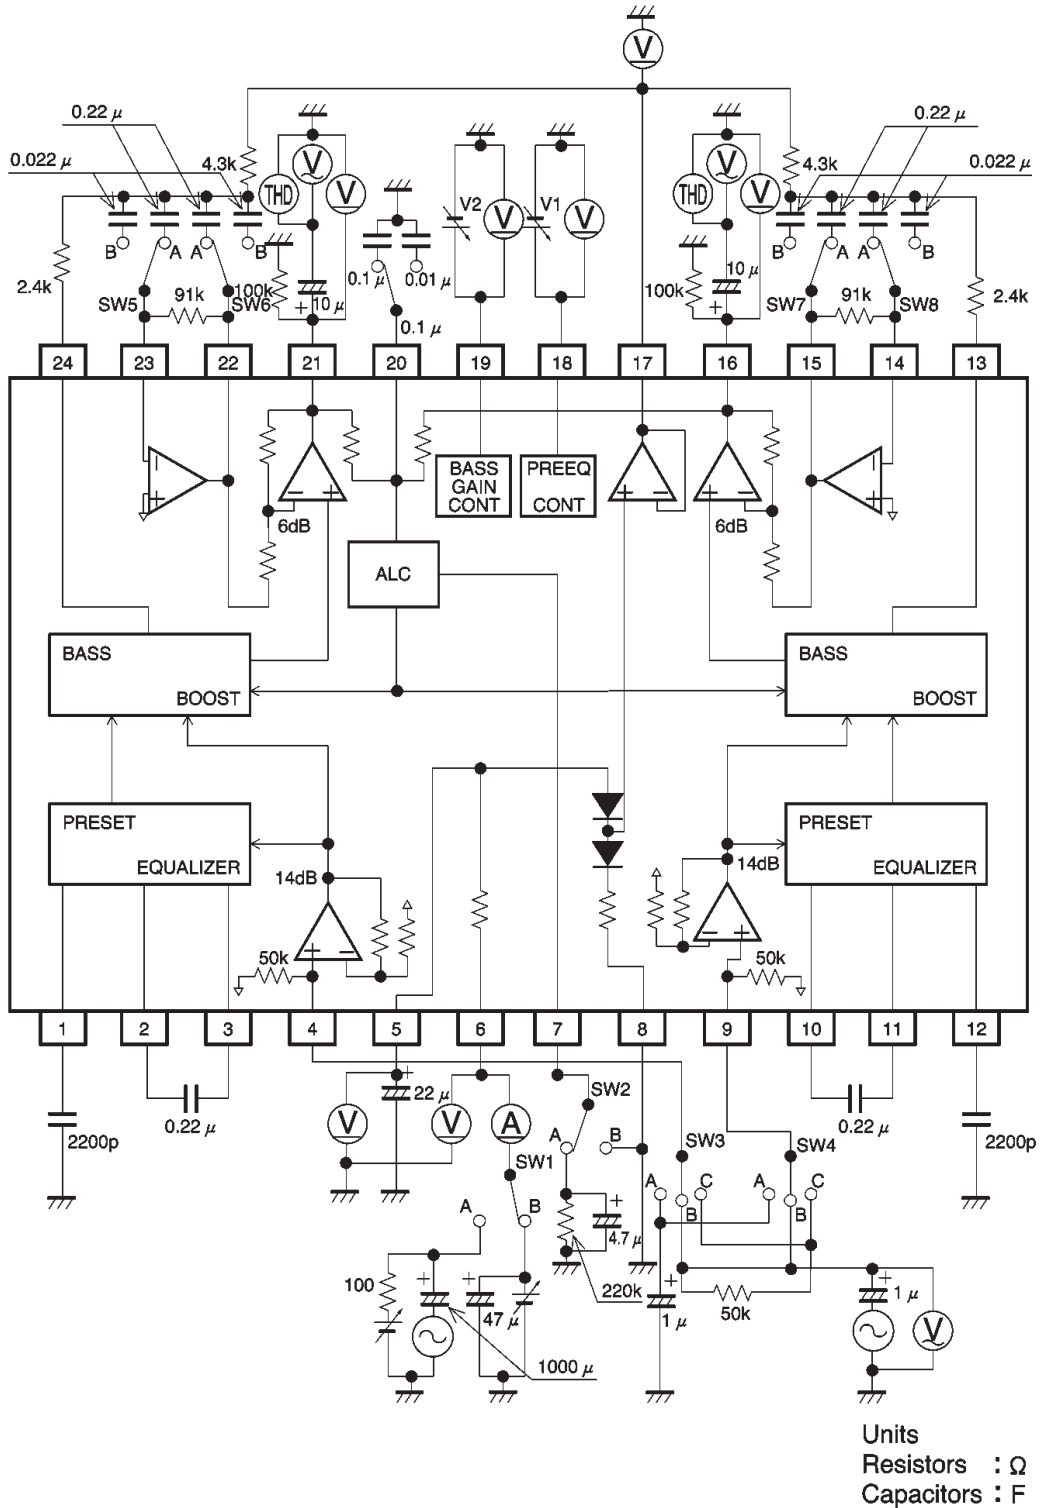 V
0.22 μ
0.22 μ
0.022 μ
4.3k
V
THD
V
V2
V
V1
V
THD
V
V
4.3k
0.022 μ
B
A
A
B
0.1 μ
0.01 μ
B
A
A
B
2.4k
SW5
91k
SW6
100k
10 μ
+
0.1 μ
100k
10 μ
+
SW7
91k
SW8
2.4k
24
23
22
21
20
19
18
17
16
15
14
13
6dB
BASS
GAIN
CONT
PREEQ
CONT
6dB
ALC
BASS
BOOST
BASS
BOOST
PRESET
EQUALIZER
PRESET
EQUALIZER
14dB
14dB
50k
50k
1
2
3
4
5
6
7
8
9
10
11
12
2200p
0.22 μ
V
+
22 μ
V
A
SW2
A
B
SW1
A
B
SW3
A
B
C
SW4
A
B
C
0.22 μ
2200p
100
+
+
47 μ
1000 μ
+
4.7 μ
220k
+
1 μ
50k
+
1 μ
V
Units
Resistors : Ω
Capacitors : F